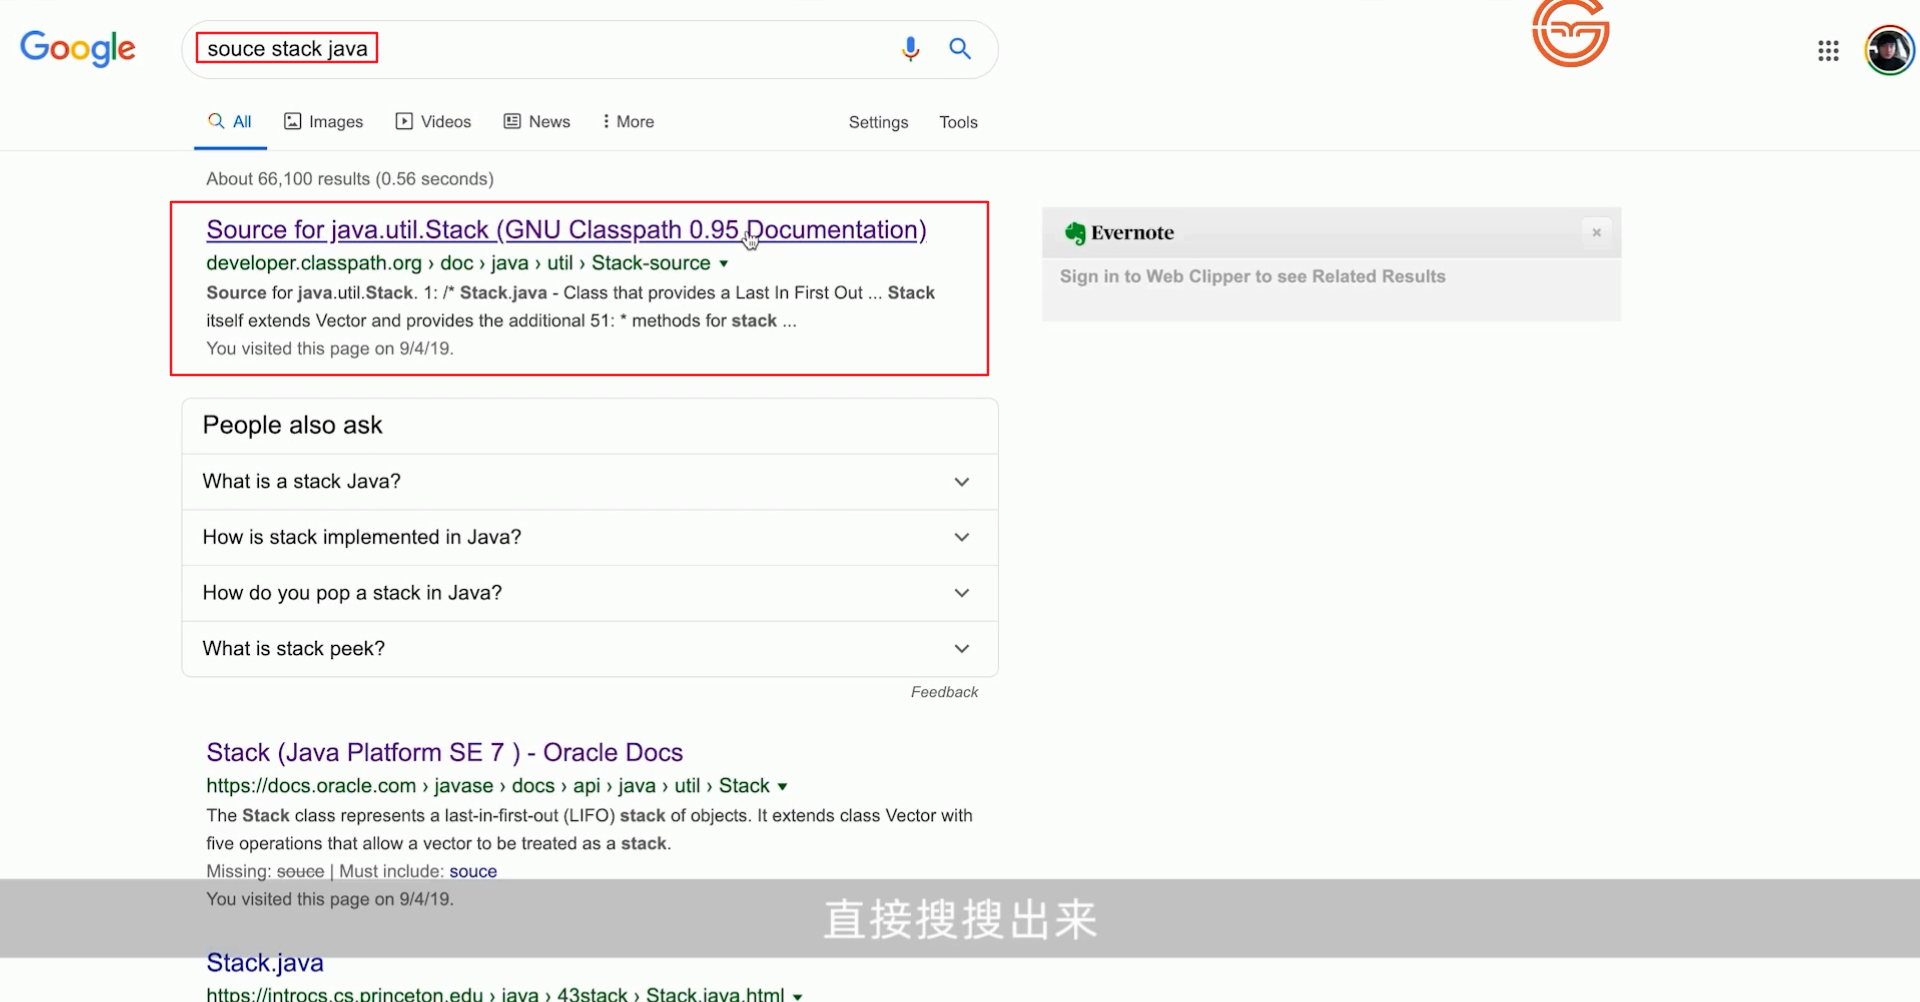 Google
souce stack java
All
Images
Videos
News
More
Settings
Tools
About 66,100 results (0.56 seconds)
Source for java.util.Stack (GNU Classpath 0.95 Documentation)
developer.classpath.org › doc › java › util › Stack-source
Source for java.util.Stack. 1: /* Stack.java - Class that provides a Last In First Out ... Stack
itself extends Vector and provides the additional 51: * methods for stack ...
You visited this page on 9/4/19.
Evernote
×
Sign in to Web Clipper to see Related Results
People also ask
What is a stack Java?
How is stack implemented in Java?
How do you pop a stack in Java?
What is stack peek?
Feedback
Stack (Java Platform SE 7 ) - Oracle Docs
https://docs.oracle.com › javase › docs › api › java › util › Stack
The Stack class represents a last-in-first-out (LIFO) stack of objects. It extends class Vector with
five operations that allow a vector to be treated as a stack.
Missing: souce | Must include: souce
You visited this page on 9/4/19.
直接搜搜出来
Stack.java
https://introcs.cs.princeton.edu › java › 43stack › Stack.java.html